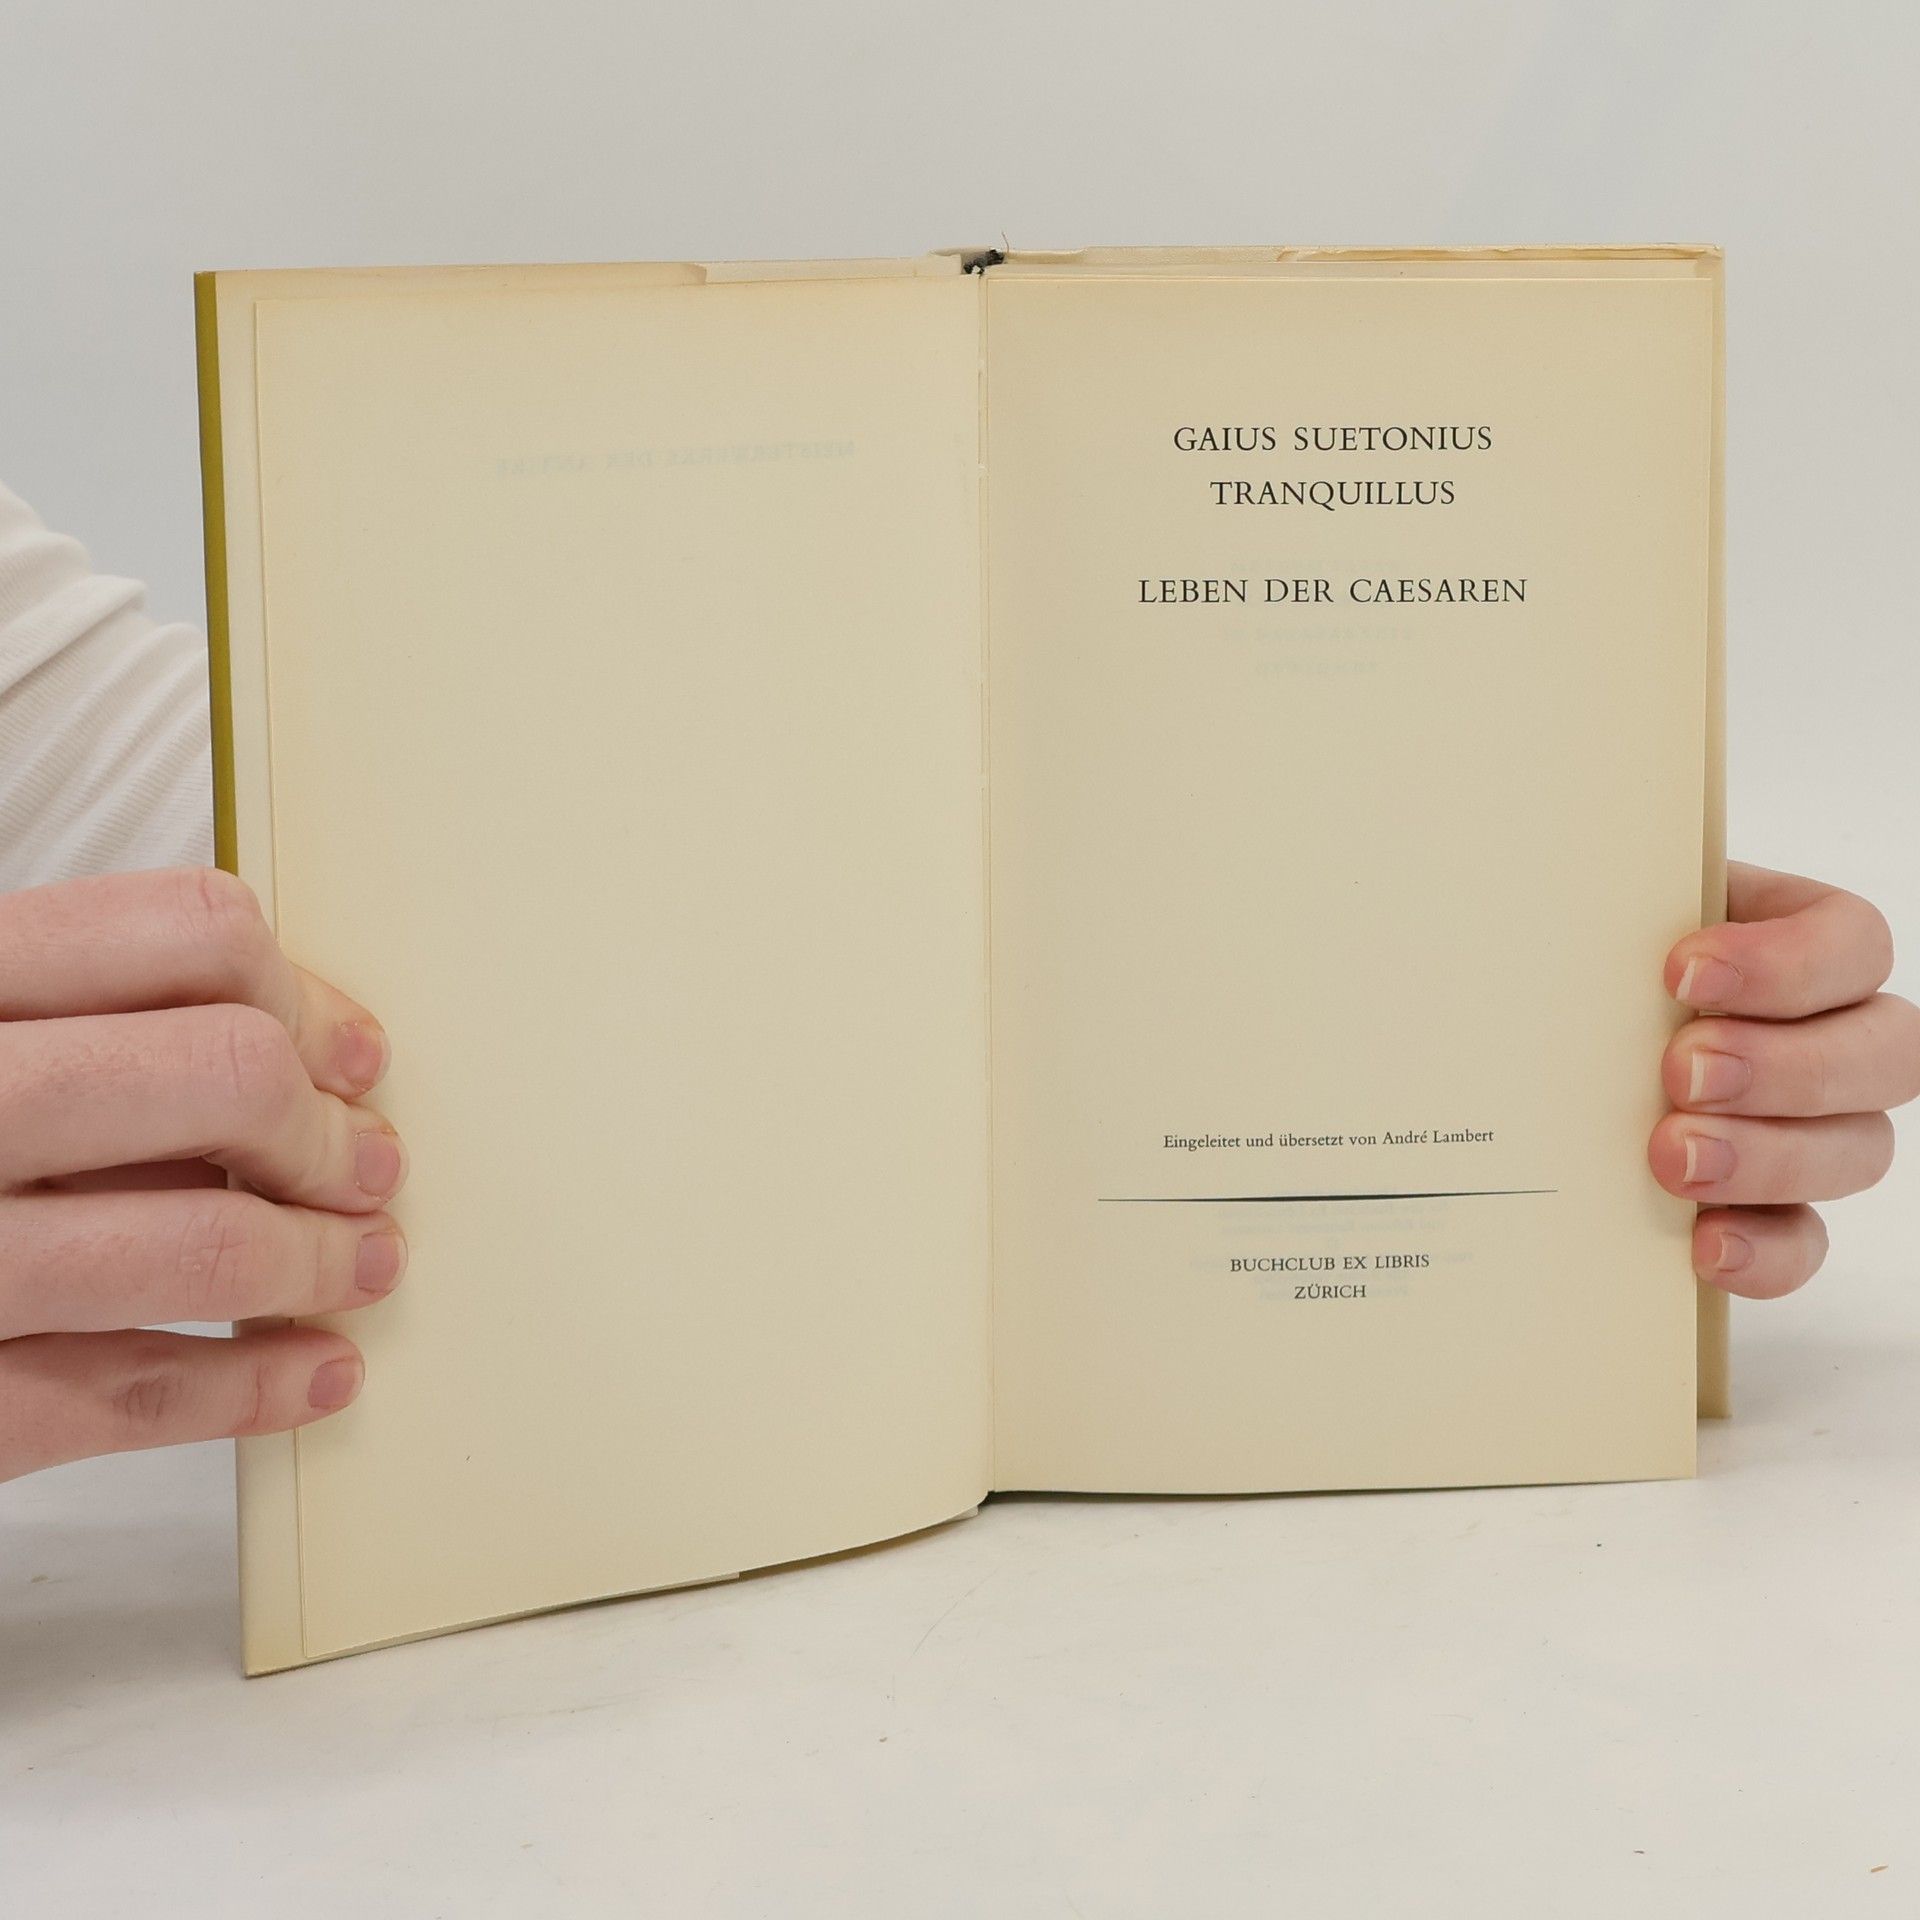 GAIUS SUETONIUS
TRANQUILLUS
LEBEN DER CAESAREN
Eingeleitet und übersetzt von André Lambert
BUCHCLUB EX LIBRIS
ZÜRICH